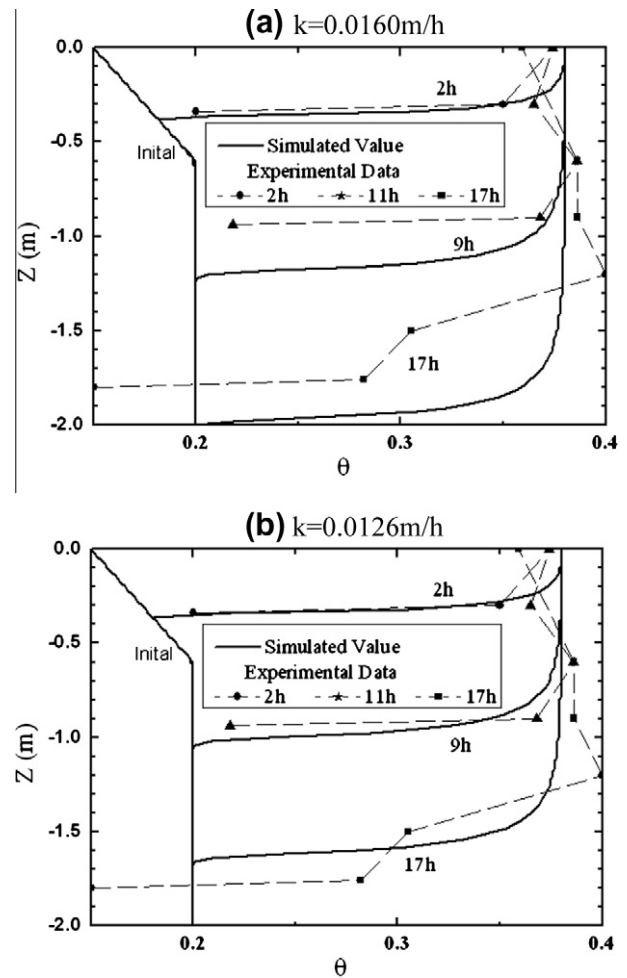 (a) k=0.0160m/h
0.0
-0.5
-1.0
-1.5
-2.0
Z (m)
2h
Inital
Simulated Value
Experimental Data
2h 11h 17h
9h
17h
0.2 0.3 0.4
θ
(b) k=0.0126m/h
0.0
-0.5
-1.0
-1.5
-2.0
Z (m)
2h
Inital
Simulated Value
Experimental Data
2h 11h 17h
9h
17h
0.2 0.3 0.4
θ